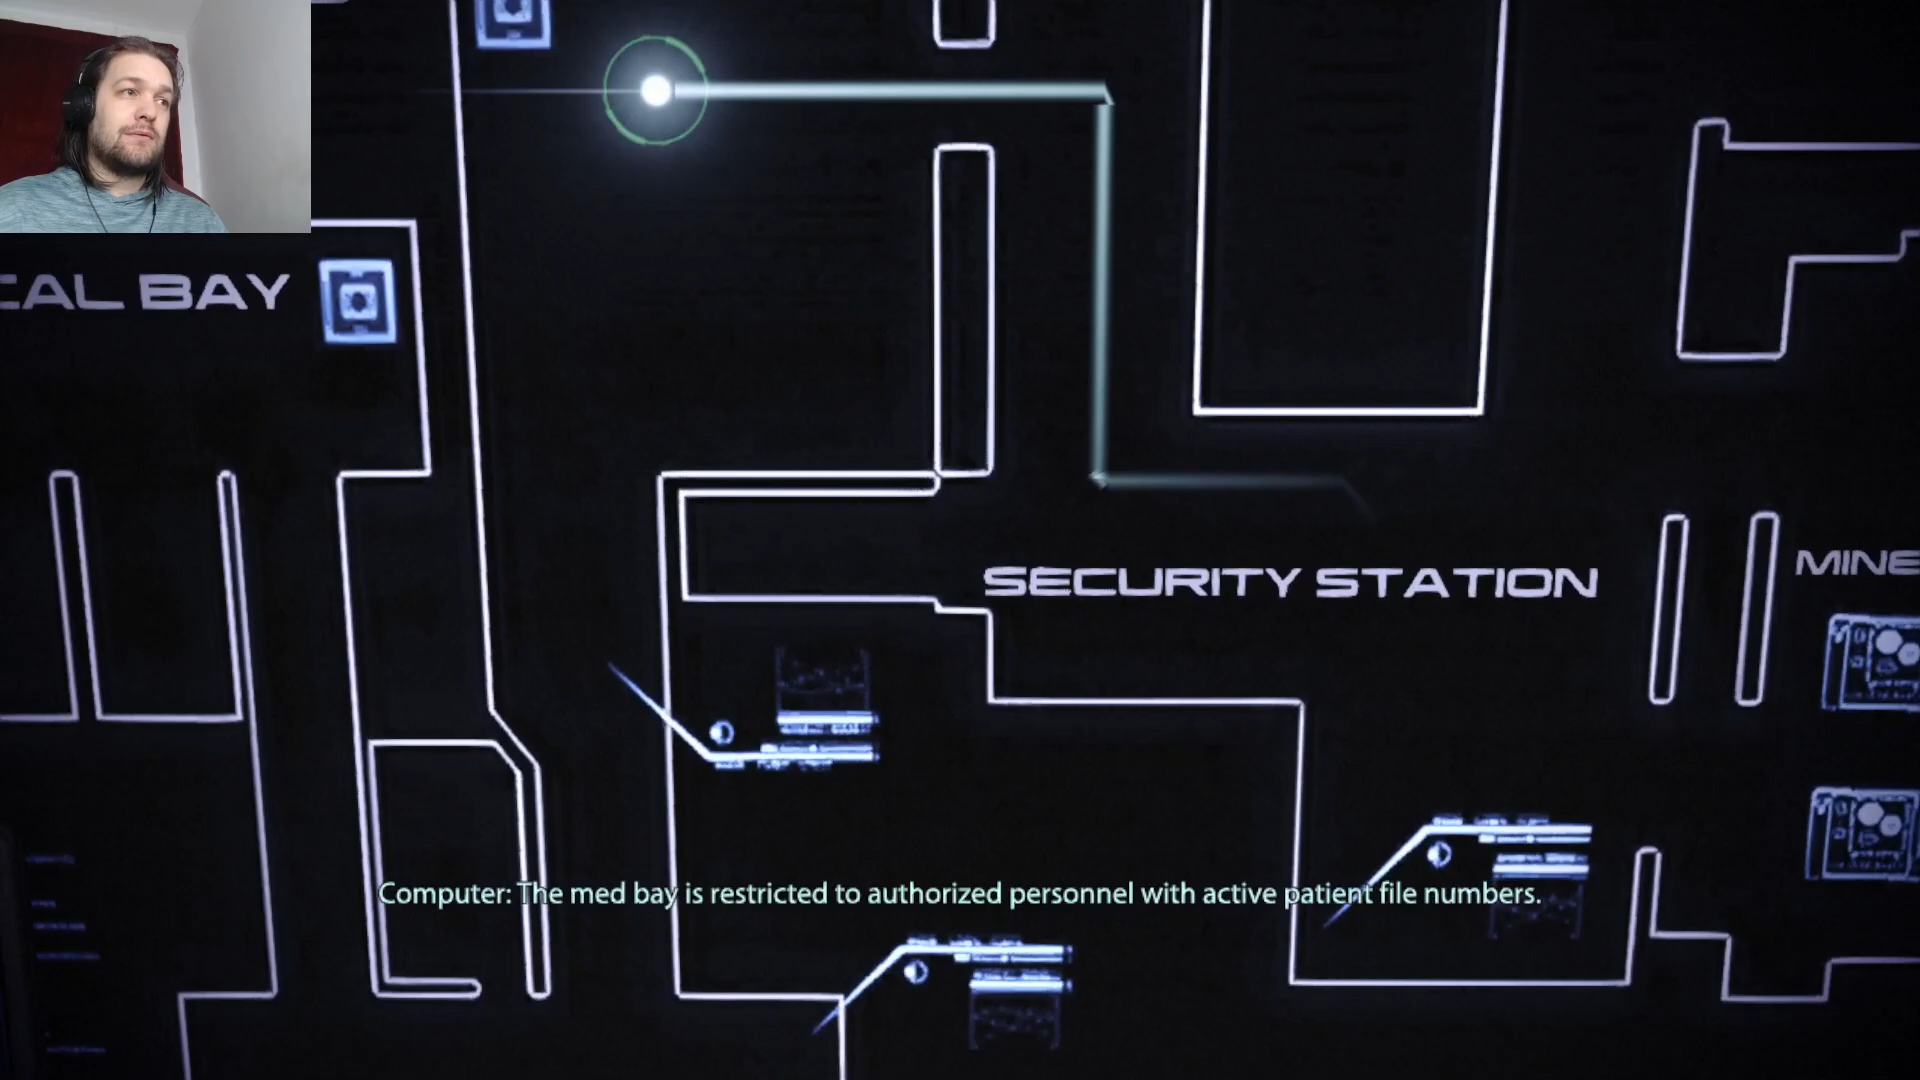 CAL BAY
SECURITY STATION
MINE
Computer: The med bay is restricted to authorized personnel with active patient file numbers.